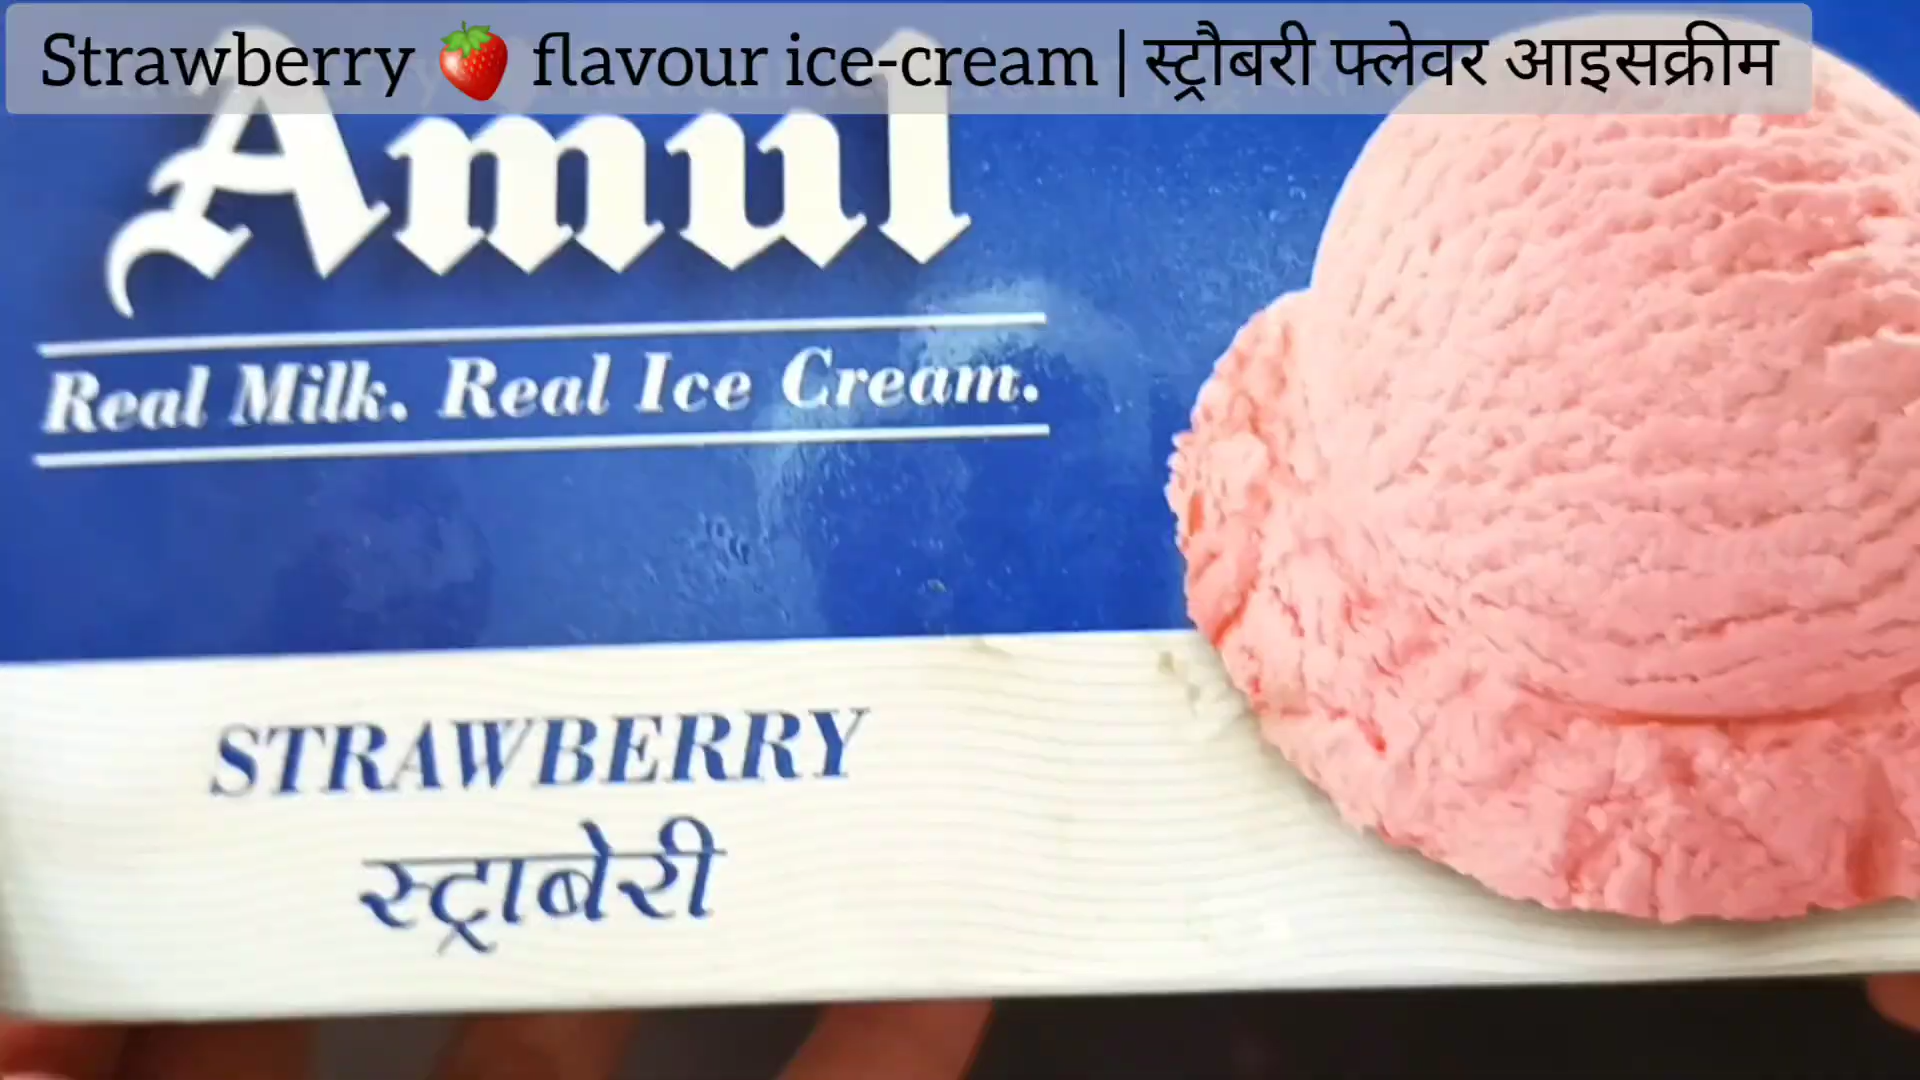 Strawberry 🍓 flavour ice-cream | स्ट्रौबरी फ्लेवर आइसक्रीम
Amul
Real Milk. Real Ice Cream.
STRAWBERRY
स्ट्राबेरी